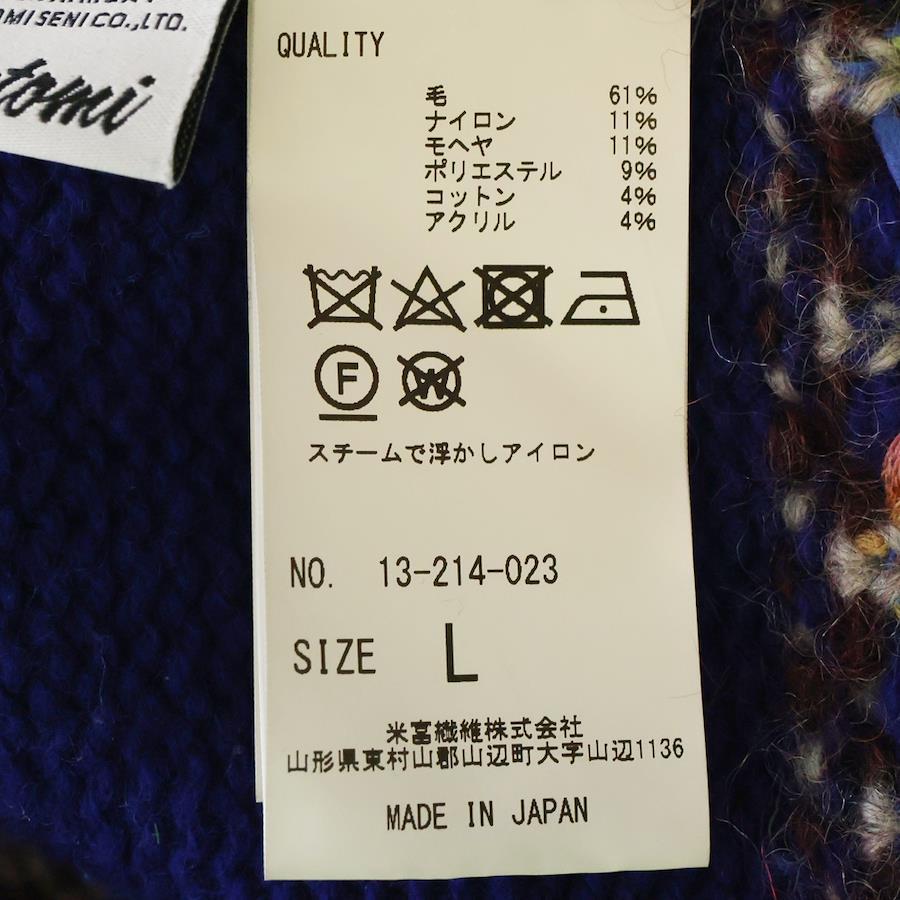 OMISENICO.,LTD.
tomi
QUALITY
毛 61%
ナイロン 11%
モヘヤ 11%
ポリエステル 9%
コットン 4%
アクリル 4%
F
W
スチームで浮かしアイロン
NO. 13-214-023
SIZE L
米富繊維株式会社
山形県東村山郡山辺町大字山辺1136
MADE IN JAPAN